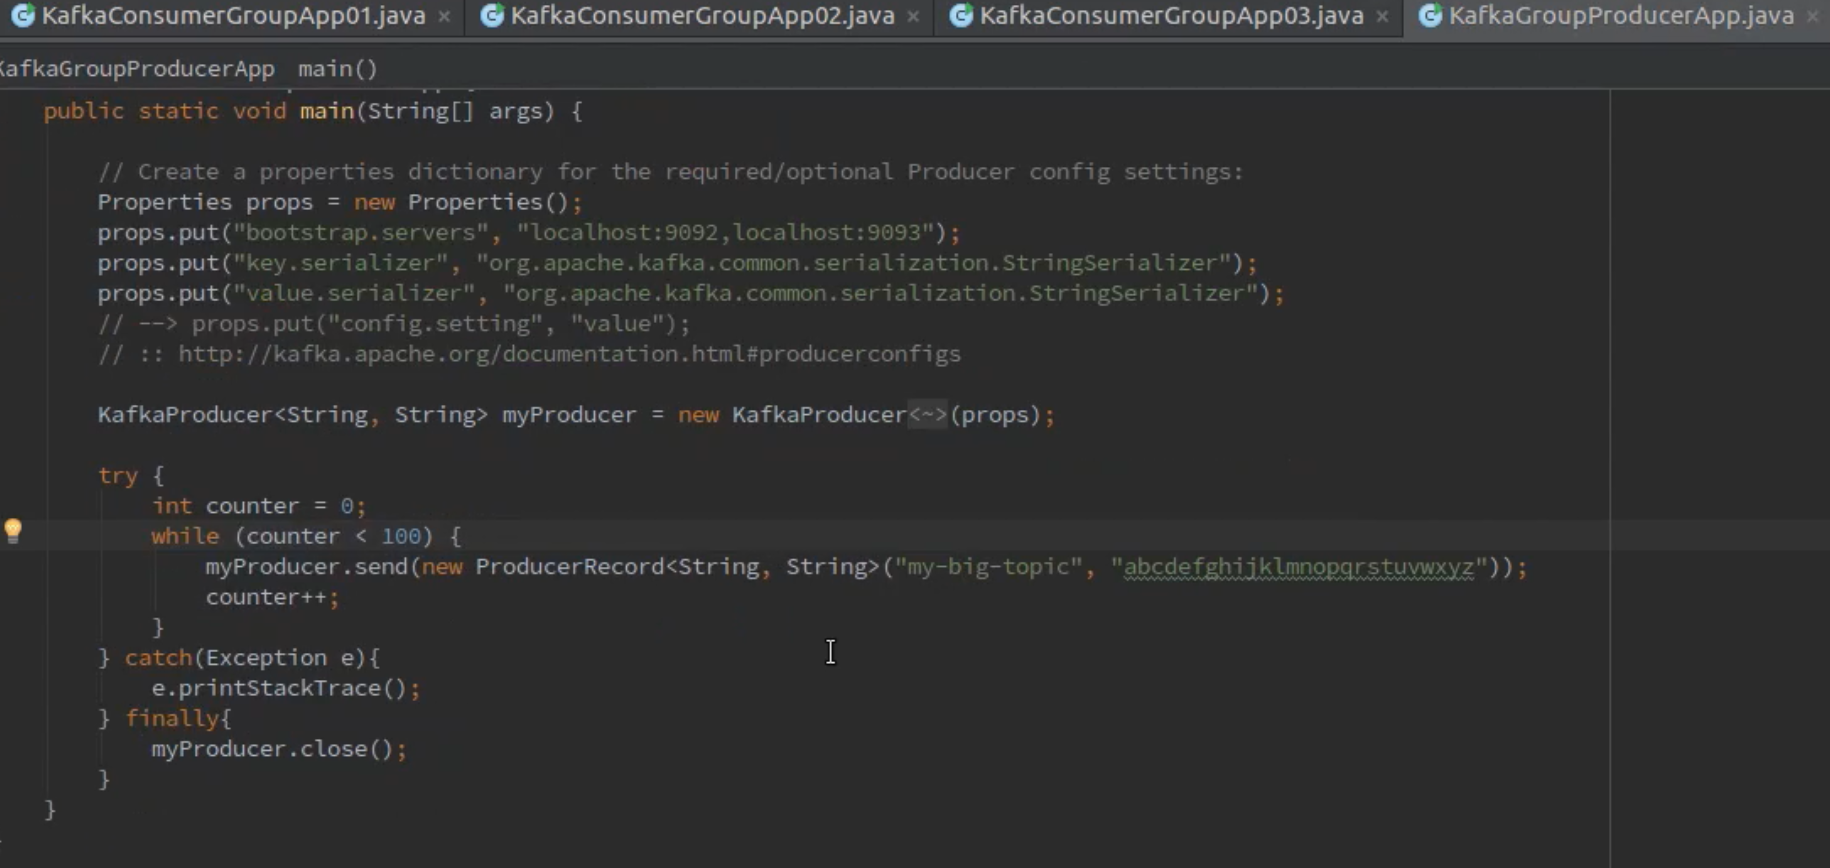 KafkaConsumerGroupApp01.java × KafkaConsumerGroupApp02.java × KafkaConsumerGroupApp03.java × KafkaGroupProducerApp.java ×
KafkaGroupProducerApp main()
public static void main(String[] args) {
// Create a properties dictionary for the required/optional Producer config settings:
Properties props = new Properties();
props.put("bootstrap.servers", "localhost:9092,localhost:9093");
props.put("key.serializer", "org.apache.kafka.common.serialization.StringSerializer");
props.put("value.serializer", "org.apache.kafka.common.serialization.StringSerializer");
// --> props.put("config.setting", "value");
// :: http://kafka.apache.org/documentation.html#producerconfigs
KafkaProducer<String, String> myProducer = new KafkaProducer<~>(props);
try {
int counter = 0;
while (counter < 100) {
myProducer.send(new ProducerRecord<String, String>("my-big-topic", "abcdefghijklmnopqrstuvwxyz"));
counter++;
}
} catch(Exception e){
e.printStackTrace();
} finally{
myProducer.close();
}
}